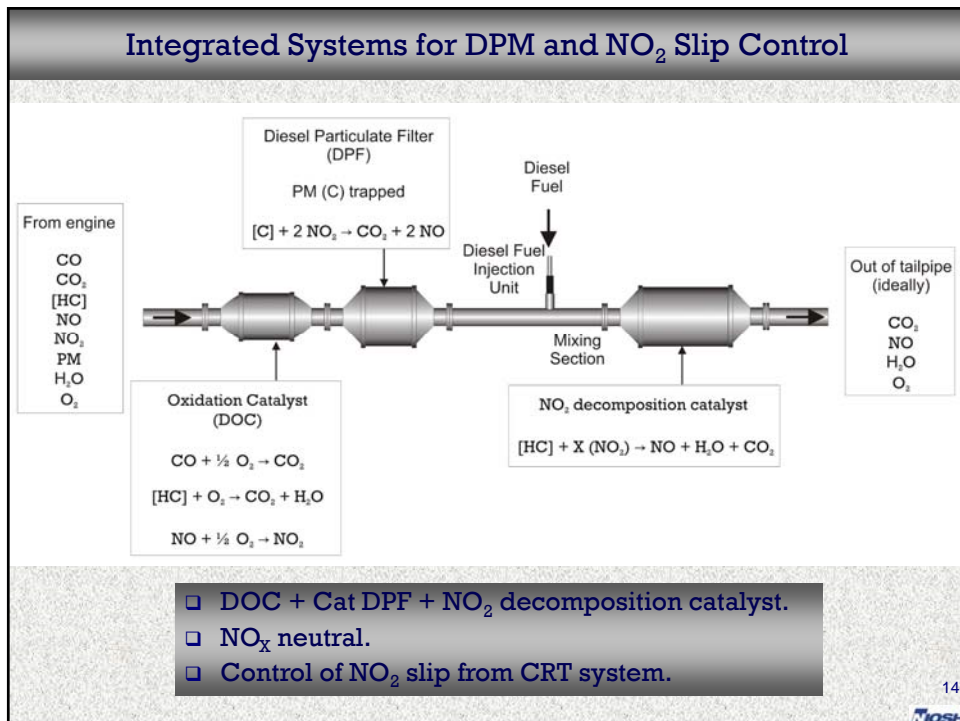 Integrated Systems for DPM and NO₂ Slip Control
Diesel Particulate Filter
(DPF)
PM (C) trapped
[C] + 2 NO₂ → CO₂ + 2 NO
Diesel
Fuel
From engine
CO
CO₂
[HC]
NO
NO₂
PM
H₂O
O₂
Diesel Fuel
Injection
Unit
Mixing
Section
Out of tailpipe
(ideally)
CO₂
NO
H₂O
O₂
Oxidation Catalyst
(DOC)
CO + ½ O₂ → CO₂
[HC] + O₂ → CO₂ + H₂O
NO + ½ O₂ → NO₂
NO₂ decomposition catalyst
[HC] + X (NO₂) → NO + H₂O + CO₂
❑ DOC + Cat DPF + NO₂ decomposition catalyst.
❑ NOₓ neutral.
❑ Control of NO₂ slip from CRT system.
14
NIOSH